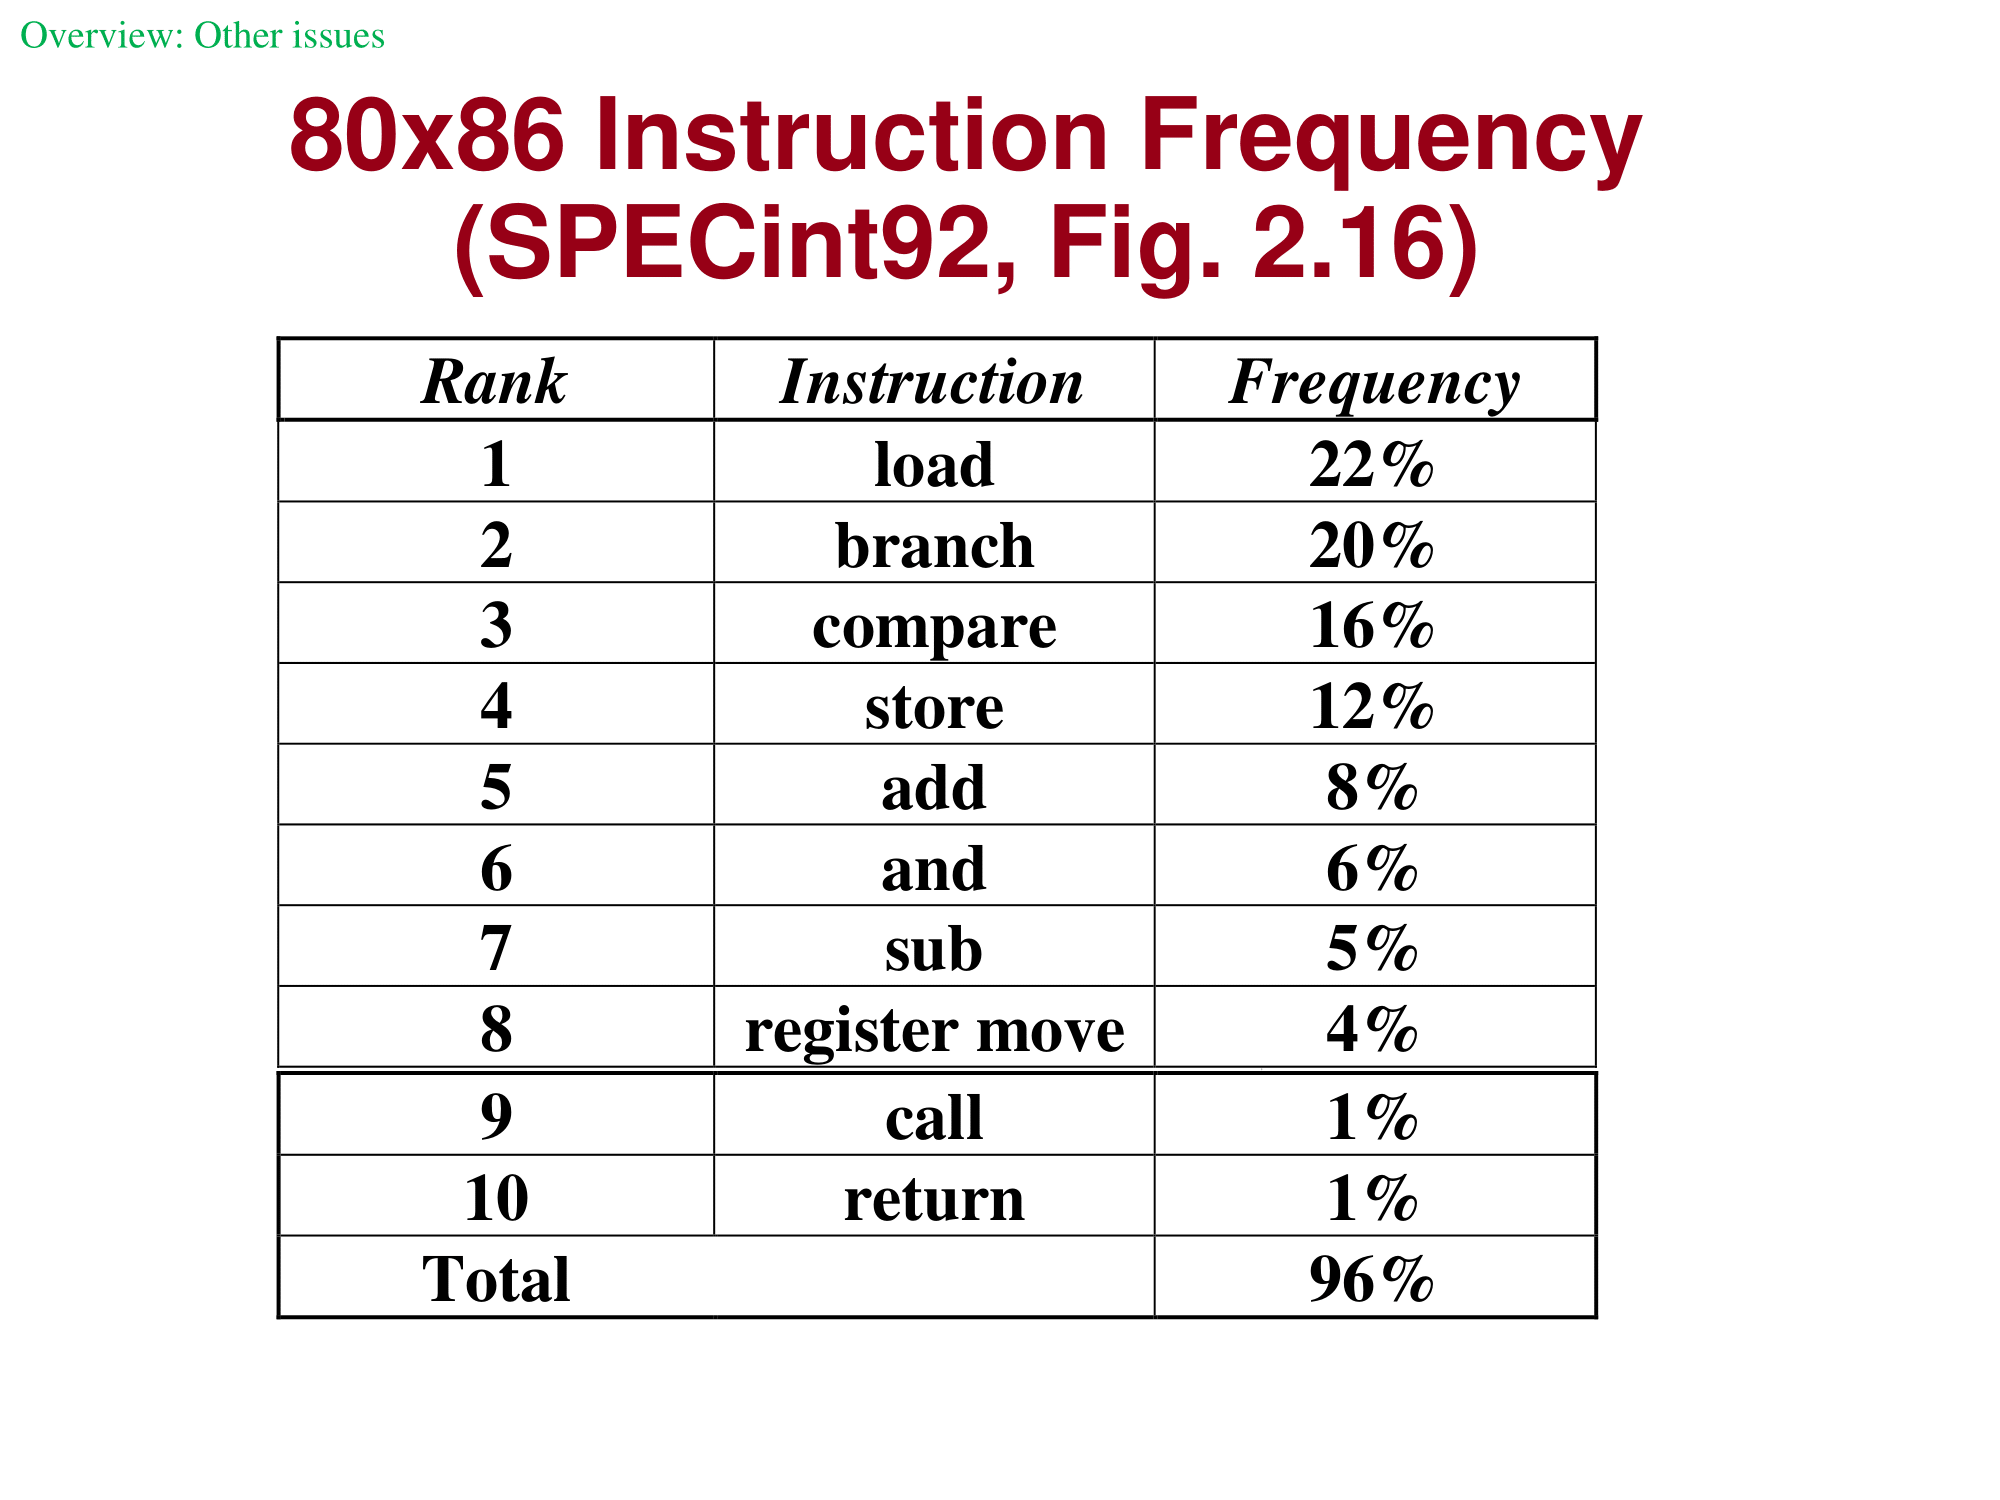 Overview: Other issues
80x86 Instruction Frequency
(SPECint92, Fig. 2.16)
Rank Instruction Frequency
1 load 22%
2 branch 20%
3 compare 16%
4 store 12%
5 add 8%
6 and 6%
7 sub 5%
8 register move 4%
9 call 1%
10 return 1%
Total 96%